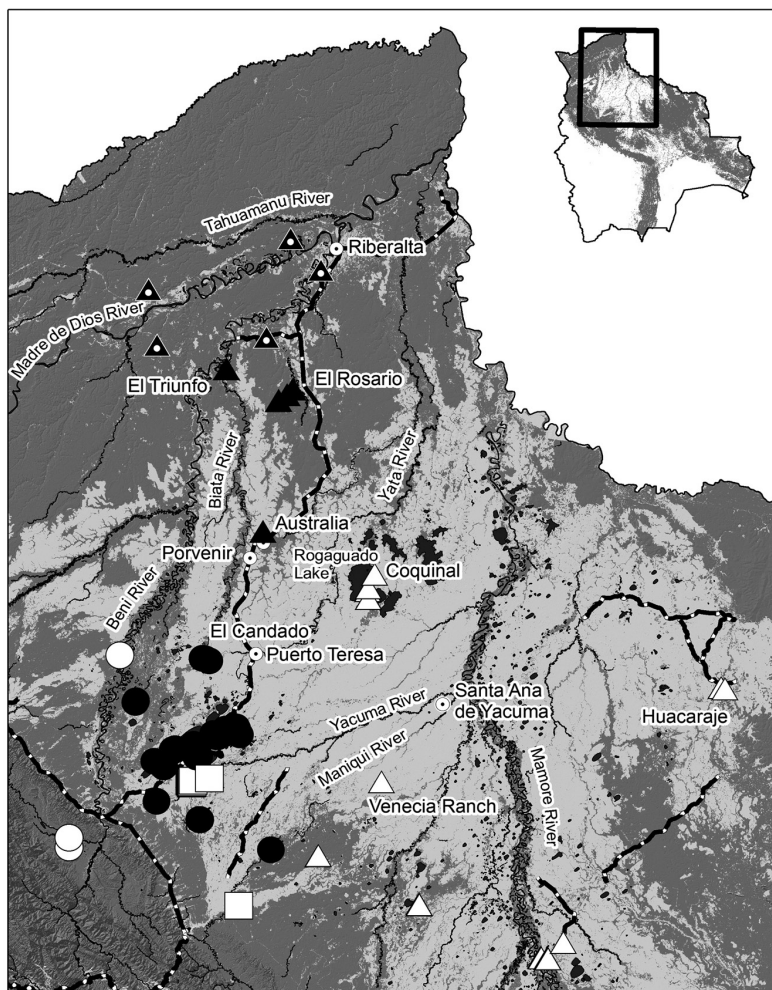 Tahuamanu River
Riberalta
Madre de Dios River
El Triunfo
El Rosario
Biata River
Yata River
Australia
Porvenir
Rogaguado
Lake
Coquinal
Beni River
El Candado
Puerto Teresa
Santa Ana
de Yacuma
Huacaraje
Yacuma River
Maniqui River
Venecia Ranch
Mamore River